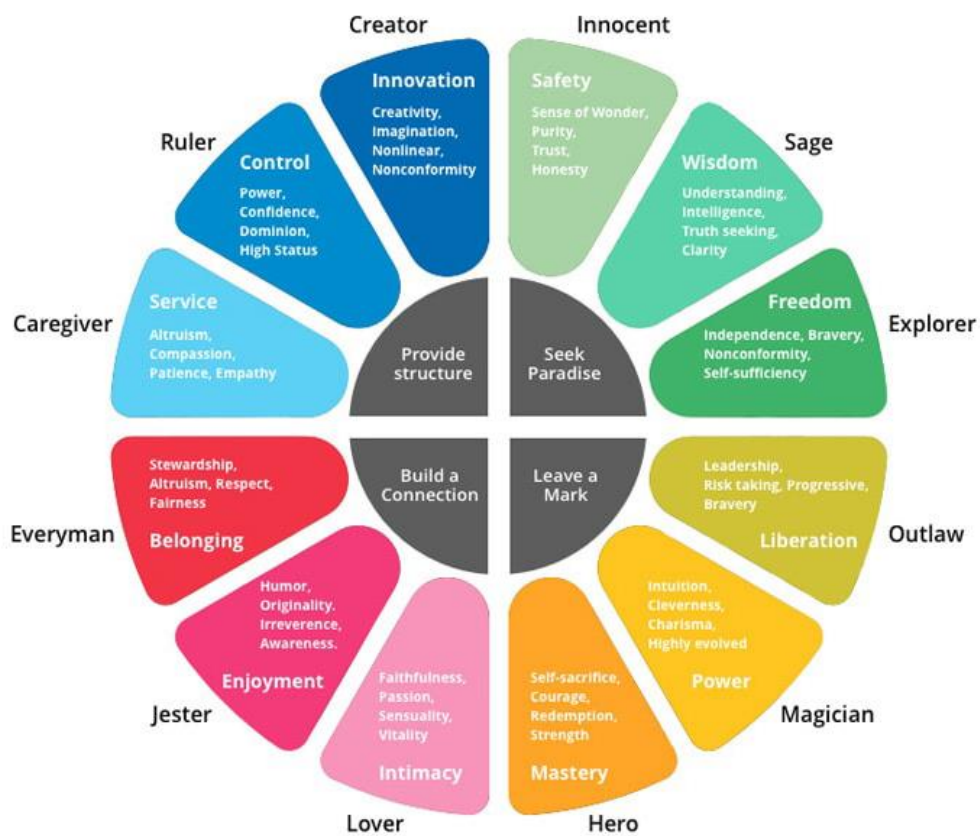 Creator
Innovation
Creativity,
Imagination,
Nonlinear,
Nonconformity
Innocent
Safety
Sense of Wonder,
Purity,
Trust,
Honesty
Sage
Wisdom
Understanding,
Intelligence,
Truth seeking,
Clarity
Explorer
Freedom
Independence, Bravery,
Nonconformity,
Self-sufficiency
Outlaw
Leadership,
Risk taking, Progressive,
Bravery
Liberation
Magician
Intuition,
Cleverness,
Charisma,
Highly evolved
Power
Hero
Self-sacrifice,
Courage,
Redemption,
Strength
Mastery
Lover
Faithfulness,
Passion,
Sensuality,
Vitality
Intimacy
Jester
Humor,
Originality.
Irreverence,
Awareness.
Enjoyment
Everyman
Stewardship,
Altruism, Respect,
Fairness
Belonging
Caregiver
Service
Altruism,
Compassion,
Patience, Empathy
Ruler
Control
Power,
Confidence,
Dominion,
High Status
Provide
structure
Seek
Paradise
Build a
Connection
Leave a
Mark